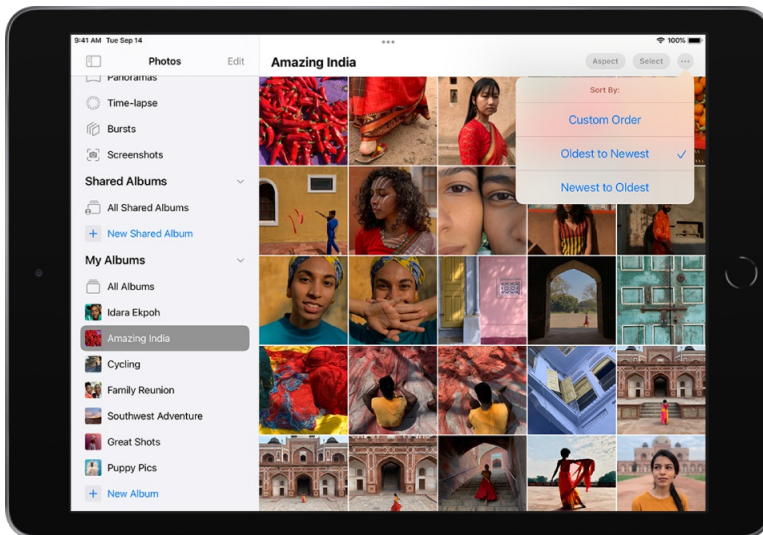 9:41 AM Tue Sep 14
100%
Photos
Edit
Panoramas
Time-lapse
Bursts
Screenshots
Shared Albums
All Shared Albums
New Shared Album
My Albums
All Albums
Idara Ekpoh
Amazing India
Cycling
Family Reunion
Southwest Adventure
Great Shots
Puppy Pics
New Album
Amazing India
Aspect
Select
Sort By:
Custom Order
Oldest to Newest
Newest to Oldest